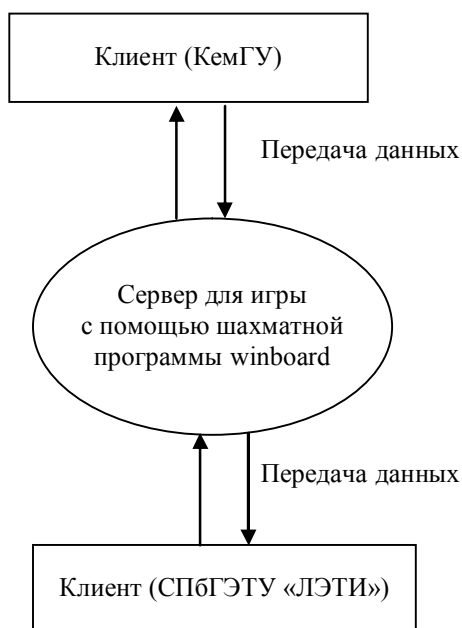 Клиент (КемГУ)
Передача данных
Сервер для игры
с помощью шахматной
программы winboard
Передача данных
Клиент (СПбГЭТУ «ЛЭТИ»)